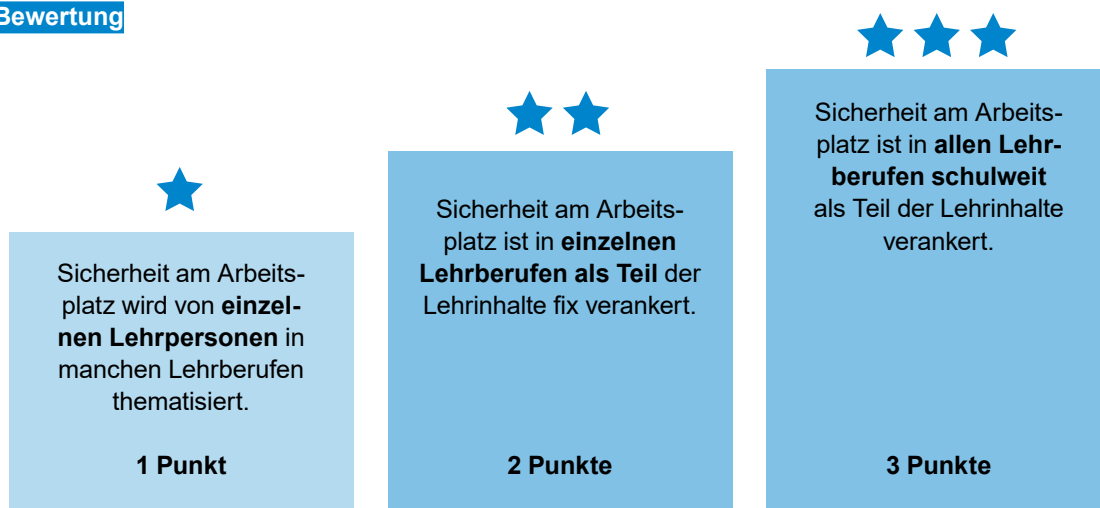 Bewertung
Sicherheit am Arbeits-
platz wird von einzel-
nen Lehrpersonen in
manchen Lehrberufen
thematisiert.
1 Punkt
Sicherheit am Arbeits-
platz ist in einzelnen
Lehrberufen als Teil der
Lehrinhalte fix verankert.
2 Punkte
Sicherheit am Arbeits-
platz ist in allen Lehr-
berufen schulweit
als Teil der Lehrinhalte
verankert.
3 Punkte